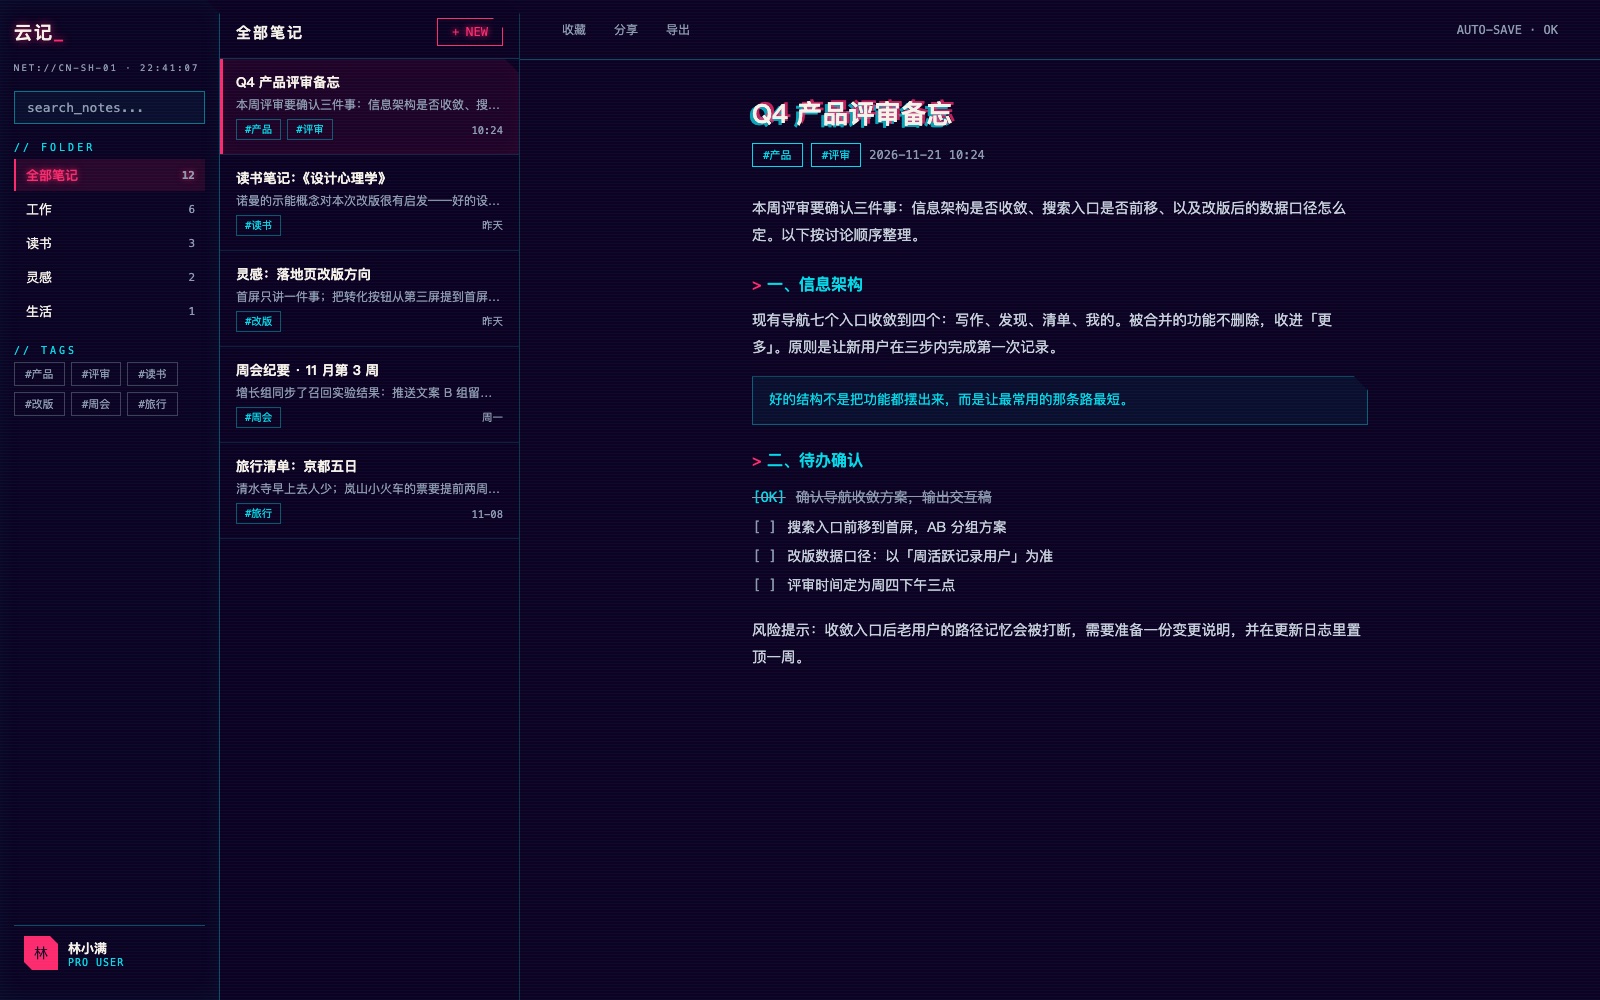 云记_
NET://CN-SH-01 · 22:41:07
search_notes...
// FOLDER
全部笔记 12
工作 6
读书 3
灵感 2
生活 1
// TAGS
#产品 #评审 #读书
#改版 #周会 #旅行
林
林小满
PRO USER
全部笔记
+ NEW
Q4 产品评审备忘
本周评审要确认三件事：信息架构是否收敛、搜...
#产品 #评审 10:24
读书笔记：《设计心理学》
诺曼的示能概念对本次改版很有启发——好的设...
#读书 昨天
灵感：落地页改版方向
首屏只讲一件事；把转化按钮从第三屏提到首屏...
#改版 昨天
周会纪要 · 11 月第 3 周
增长组同步了召回实验结果：推送文案 B 组留...
#周会 周一
旅行清单：京都五日
清水寺早上去人少；岚山小火车的票要提前两周...
#旅行 11-08
收藏 分享 导出
AUTO-SAVE · OK
Q4 产品评审备忘
#产品 #评审 2026-11-21 10:24
本周评审要确认三件事：信息架构是否收敛、搜索入口是否前移、以及改版后的数据口径怎么
定。以下按讨论顺序整理。
> 一、信息架构
现有导航七个入口收敛到四个：写作、发现、清单、我的。被合并的功能不删除，收进「更
多」。原则是让新用户在三步内完成第一次记录。
好的结构不是把功能都摆出来，而是让最常用的那条路最短。
> 二、待办确认
[OK] 确认导航收敛方案，输出交互稿
[ ] 搜索入口前移到首屏，AB 分组方案
[ ] 改版数据口径：以「周活跃记录用户」为准
[ ] 评审时间定为周四下午三点
风险提示：收敛入口后老用户的路径记忆会被打断，需要准备一份变更说明，并在更新日志里置
顶一周。